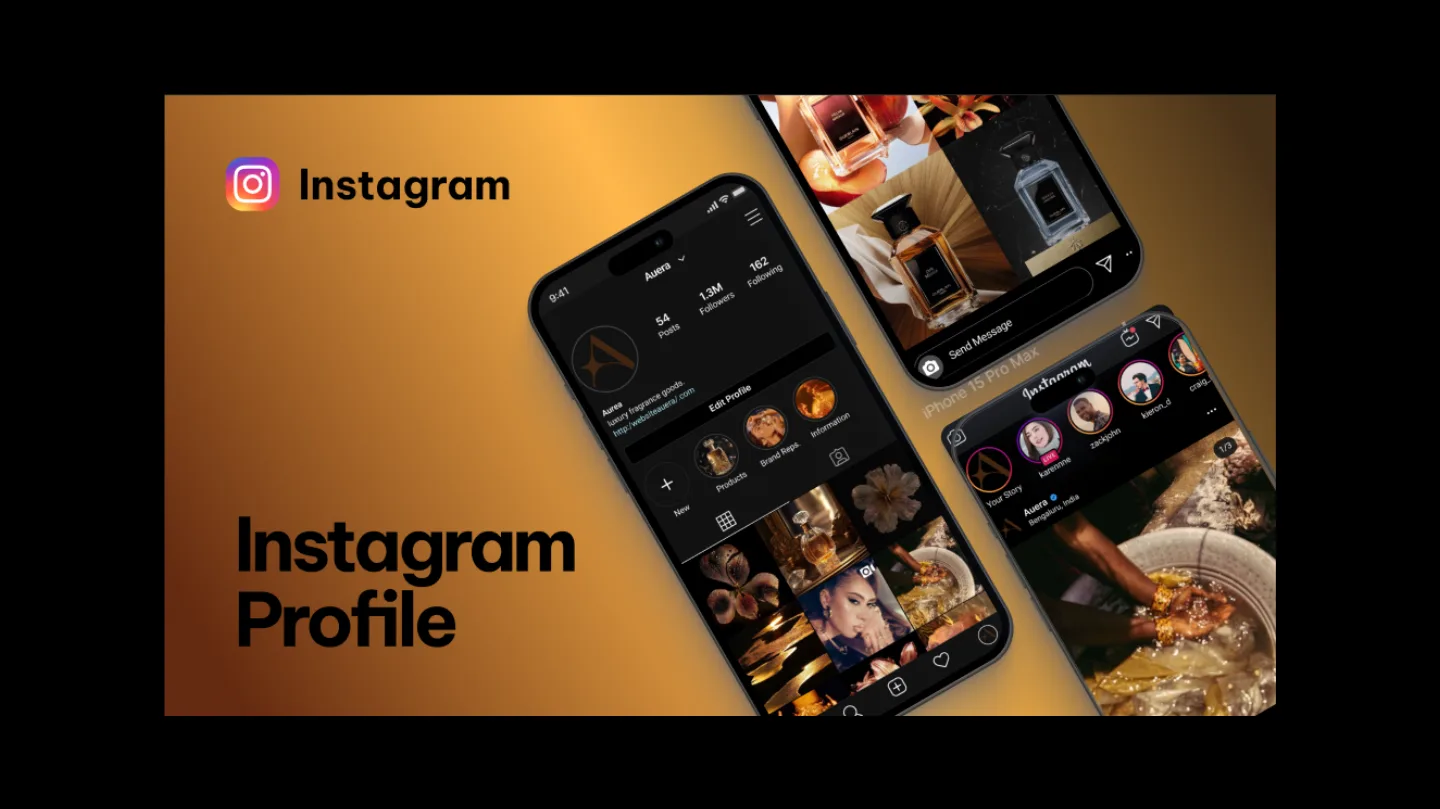 Instagram
Instagram
Profile
9:41
Auera
54
Posts
1.3M
Followers
162
Following
Aurea
luxury fragrance goods.
http:/websiteauera/.com
Edit Profile
New
Products
Brand Reps.
Information
Send Message
iPhone 15 Pro Max
Instagram
Your Story
LIVE
karennne
zackjohn
kieron_d
craig_
Auera
Bengaluru, India
1/3